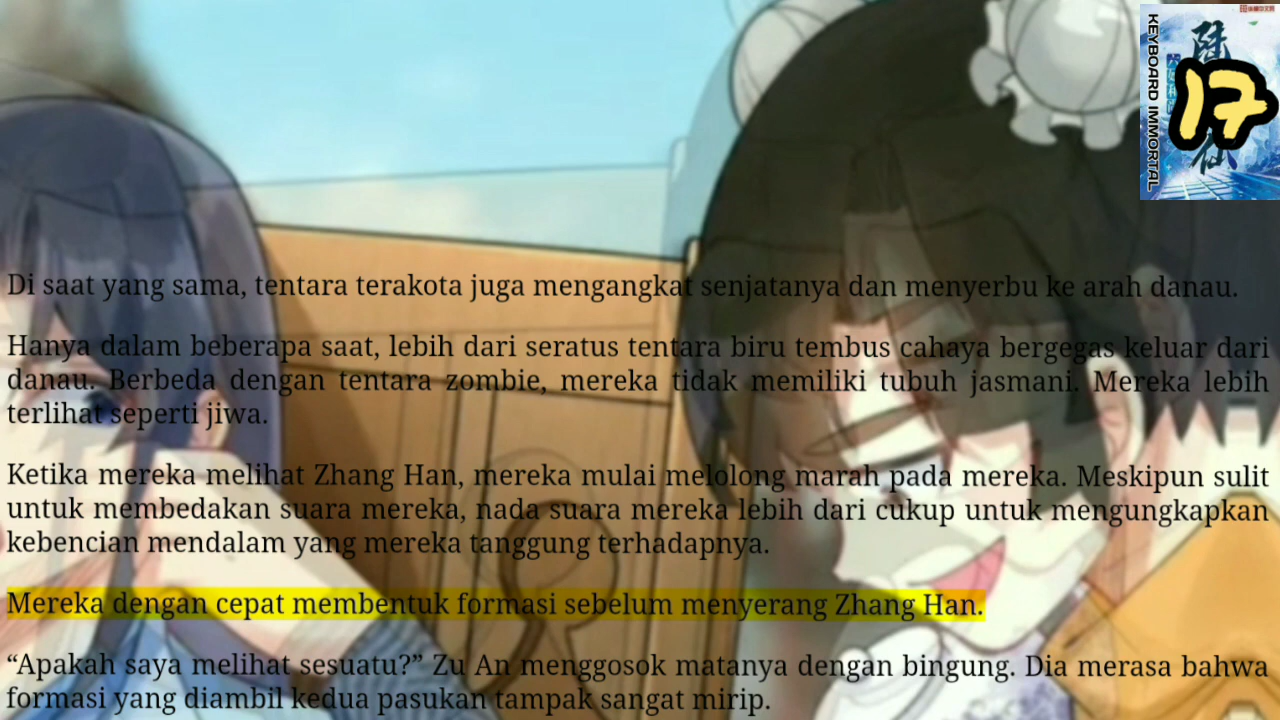 KEYBOARD IMMORTAL
17
Di saat yang sama, tentara terakota juga mengangkat senjatanya dan menyerbu ke arah danau.
Hanya dalam beberapa saat, lebih dari seratus tentara biru tembus cahaya bergegas keluar dari
danau. Berbeda dengan tentara zombie, mereka tidak memiliki tubuh jasmani. Mereka lebih
terlihat seperti jiwa.
Ketika mereka melihat Zhang Han, mereka mulai melolong marah pada mereka. Meskipun sulit
untuk membedakan suara mereka, nada suara mereka lebih dari cukup untuk mengungkapkan
kebencian mendalam yang mereka tanggung terhadapnya.
Mereka dengan cepat membentuk formasi sebelum menyerang Zhang Han.
“Apakah saya melihat sesuatu?” Zu An menggosok matanya dengan bingung. Dia merasa bahwa
formasi yang diambil kedua pasukan tampak sangat mirip.